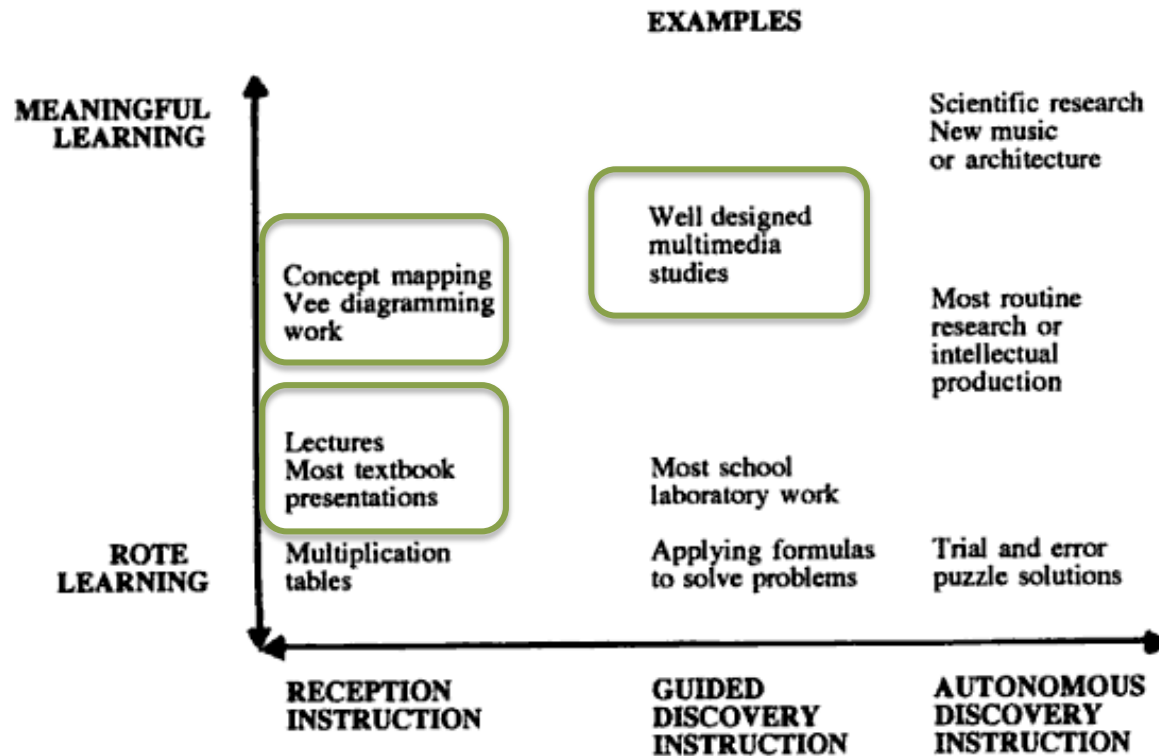 EXAMPLES
MEANINGFUL
LEARNING
Scientific research
New music
or architecture
Well designed
multimedia
studies
Concept mapping
Vee diagramming
work
Most routine
research or
intellectual
production
Lectures
Most textbook
presentations
Most school
laboratory work
ROTE
LEARNING
Multiplication
tables
Applying formulas
to solve problems
Trial and error
puzzle solutions
RECEPTION
INSTRUCTION
GUIDED
DISCOVERY
INSTRUCTION
AUTONOMOUS
DISCOVERY
INSTRUCTION